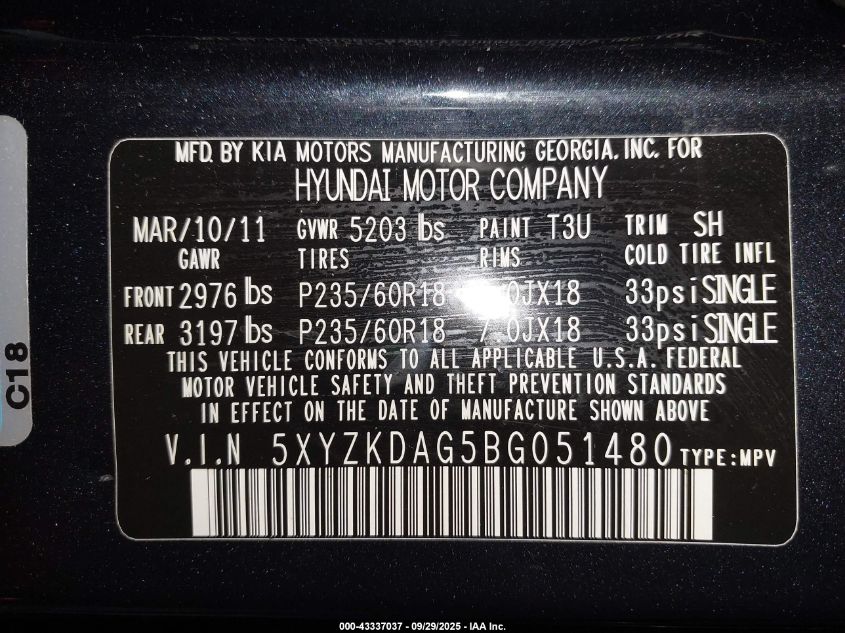 MFD. BY KIA MOTORS MANUFACTURING GEORGIA, INC. FOR
HYUNDAI MOTOR COMPANY
MAR/10/11 GVWR 5203 lbs PAINT T3U TRIM SH
GAWR TIRES RIMS COLD TIRE INFL
FRONT 2976 lbs P235/60R18 0JX18 33psi SINGLE
REAR 3197 lbs P235/60R18 7.0JX18 33psi SINGLE
THIS VEHICLE CONFORMS TO ALL APPLICABLE U.S.A. FEDERAL
MOTOR VEHICLE SAFETY AND THEFT PREVENTION STANDARDS
IN EFFECT ON THE DATE OF MANUFACTURE SHOWN ABOVE
V.I.N 5XYZKDAG5BG051480 TYPE:MPV
C18
000-43337037 - 09/29/2025 - IAA Inc.